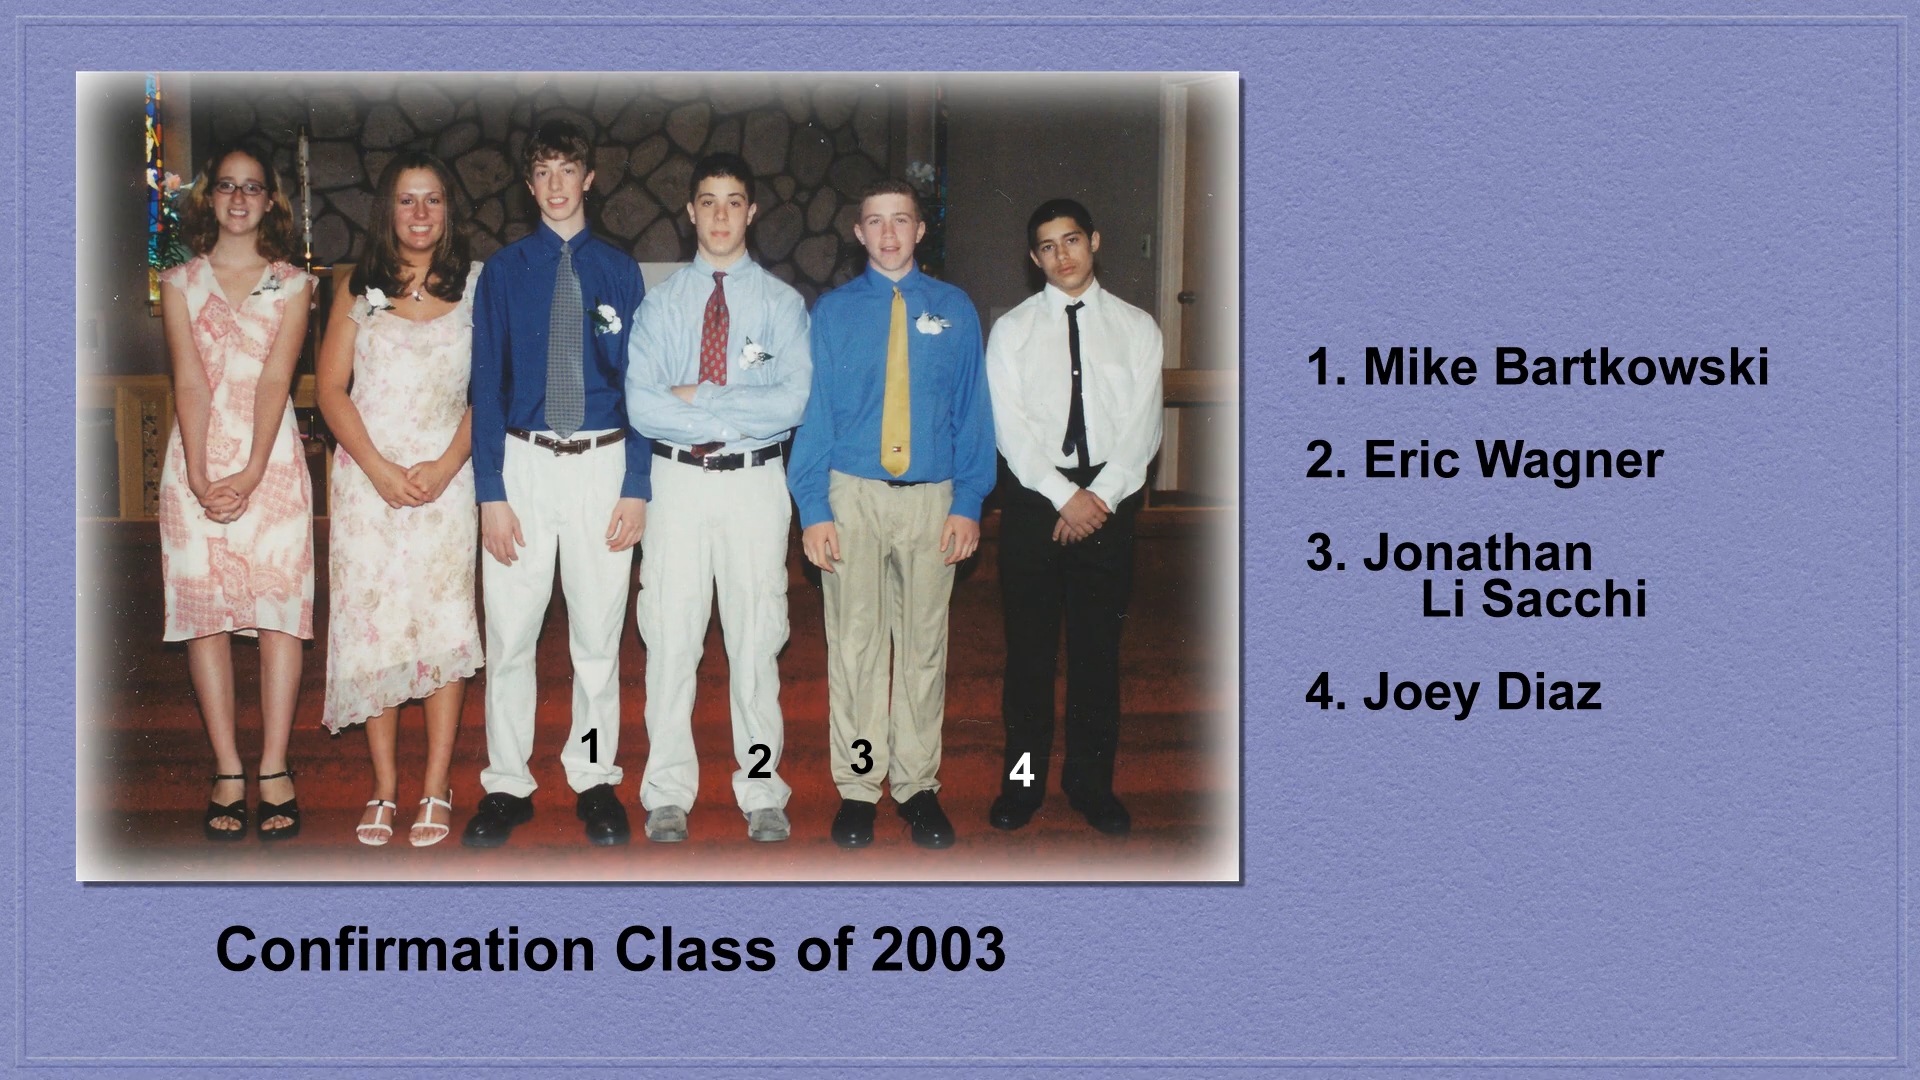 1. Mike Bartkowski
2. Eric Wagner
3. Jonathan
Li Sacchi
4. Joey Diaz
1
2
3
4
Confirmation Class of 2003